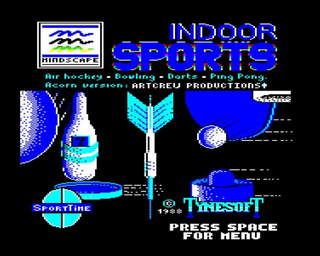 INDOOR
SPORTS
MINDSCAPE
Air hockey - Bowling - Darts - Ping Pong.
Acorn version: ARTCREW PRODUCTIONS
SPORTTIME
© 1988 TYNESOFT
PRESS SPACE
FOR MENU